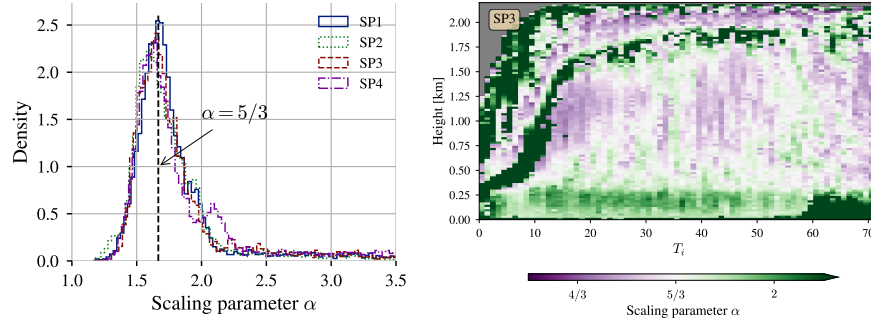 2.5
2.0
1.5
1.0
0.5
0.0
Density
1.0 1.5 2.0 2.5 3.0 3.5
Scaling parameter α
SP1
SP2
SP3
SP4
α = 5/3
SP3
2.00
1.75
1.50
1.25
1.00
0.75
0.50
0.25
0.00
Height [km]
0 10 20 30 40 50 60 70
T_i
4/3 5/3 2
Scaling parameter α